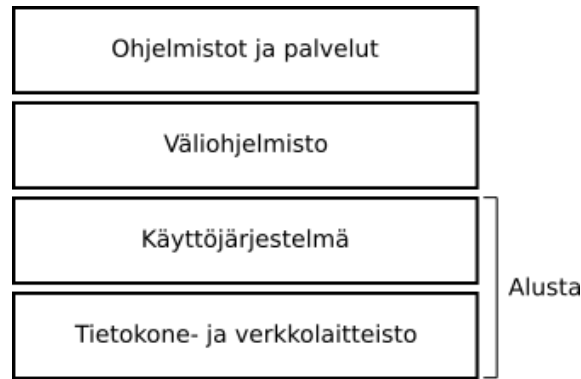 Ohjelmistot ja palvelut
Väliohjelmisto
Käyttöjärjestelmä
Alusta
Tietokone- ja verkkolaitteisto